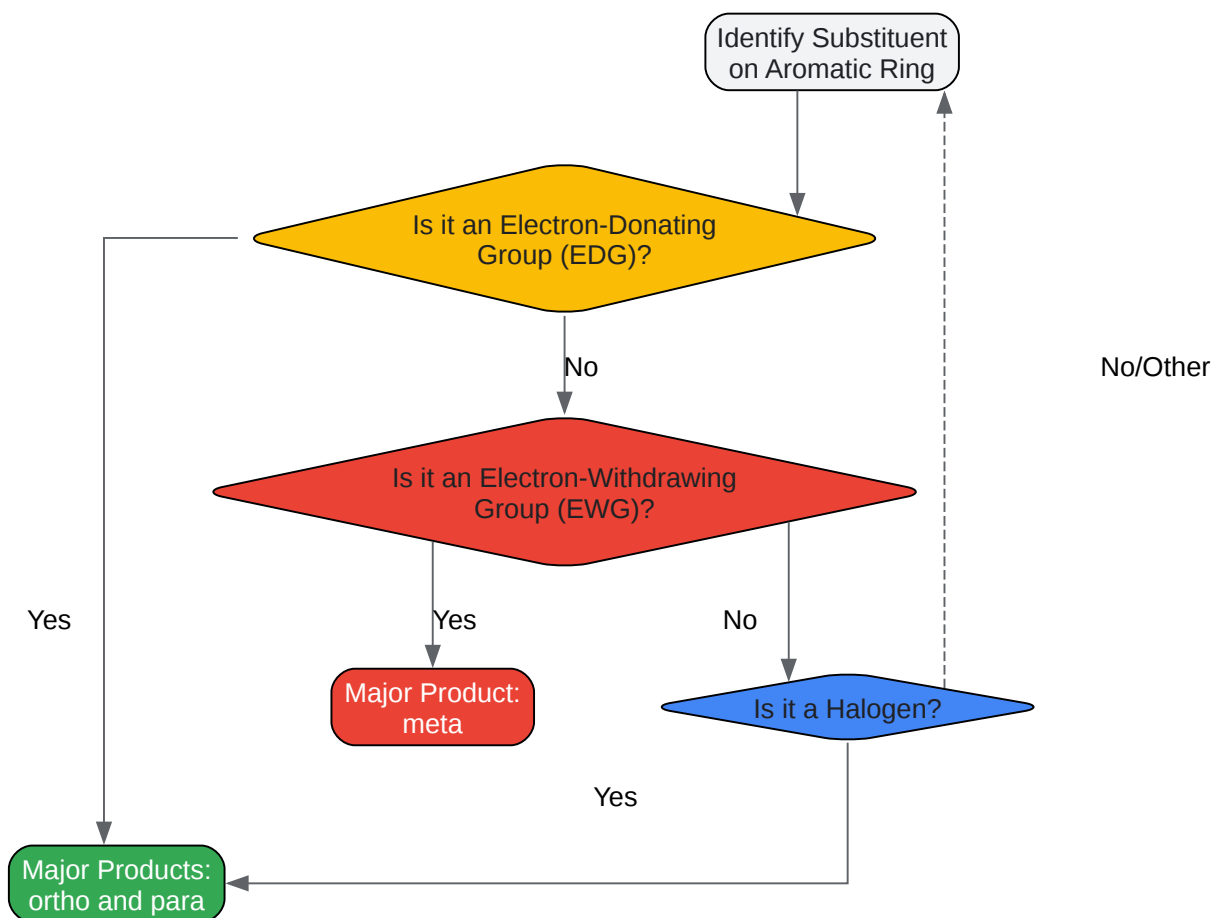 Identify Substituent
on Aromatic Ring
Is it an Electron-Donating
Group (EDG)?
No
No/Other
Is it an Electron-Withdrawing
Group (EWG)?
Yes
Yes
No
Major Product:
meta
Is it a Halogen?
Yes
Major Products:
ortho and para